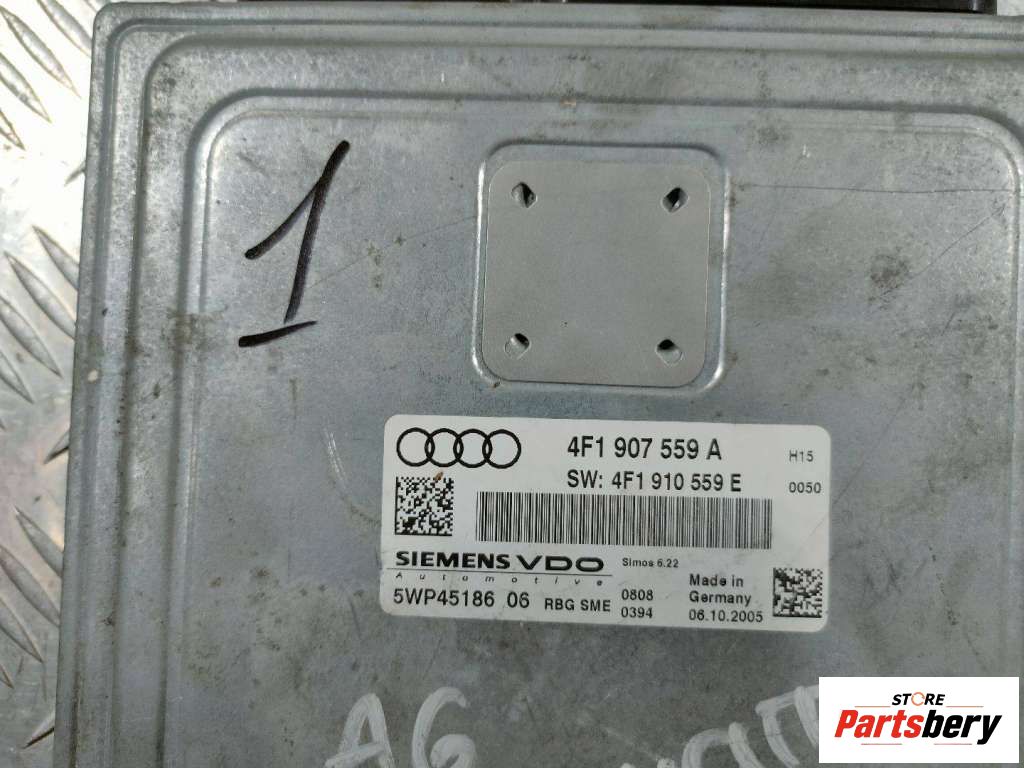 1
4F1 907 559 A
H15
SW: 4F1 910 559 E
0050
SIEMENS VDO
Simos 6.22
Automotive
5WP45186 06
RBG SME
0808
0394
Made in
Germany
06.10.2005
A6
STORE
Partsbery